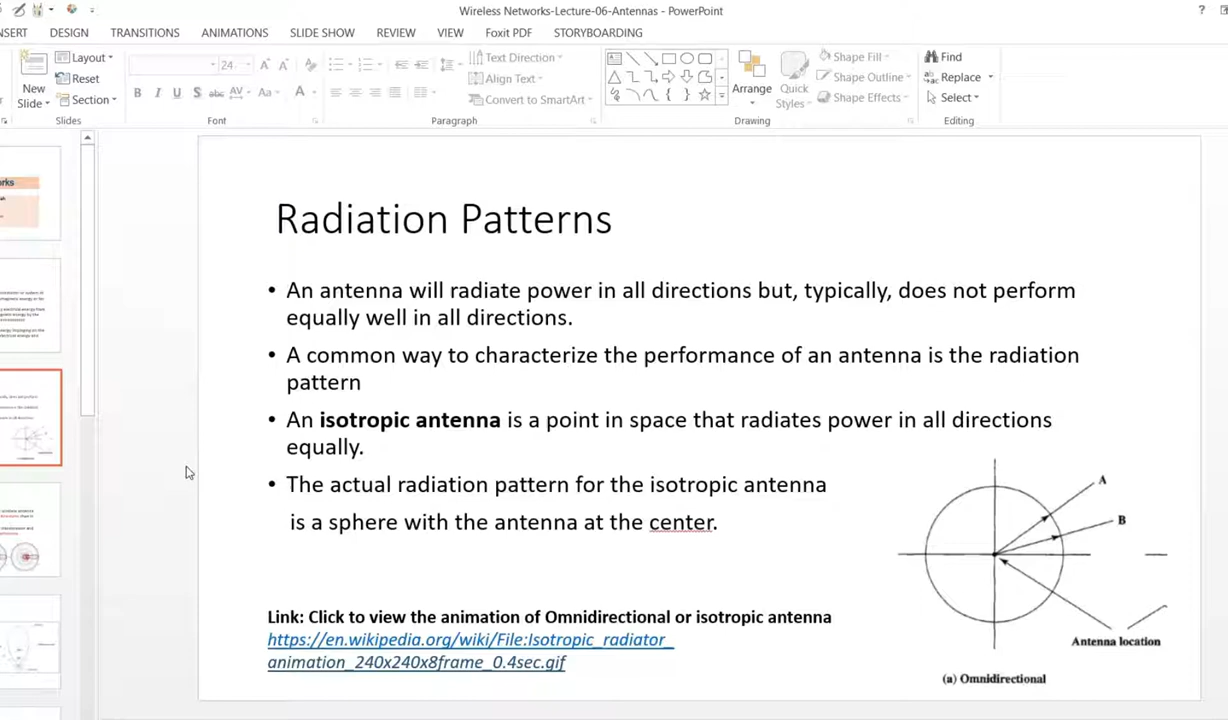 Wireless Networks-Lecture-06-Antennas - PowerPoint
?
NSERT DESIGN TRANSITIONS ANIMATIONS SLIDE SHOW REVIEW VIEW Foxit PDF STORYBOARDING
New
Slide
Layout
Reset
Section
Slides
24
B I U S abc AV Aa A
Font
Text Direction
Align Text
Convert to SmartArt
Paragraph
Arrange
Quick
Styles
Shape Fill
Shape Outline
Shape Effects
Drawing
Find
Replace
Select
Editing
Radiation Patterns
• An antenna will radiate power in all directions but, typically, does not perform
equally well in all directions.
• A common way to characterize the performance of an antenna is the radiation
pattern
• An isotropic antenna is a point in space that radiates power in all directions
equally.
• The actual radiation pattern for the isotropic antenna
is a sphere with the antenna at the center.
A
B
Antenna location
(a) Omnidirectional
Link: Click to view the animation of Omnidirectional or isotropic antenna
https://en.wikipedia.org/wiki/File:Isotropic_radiator_
animation_240x240x8frame_0.4sec.gif